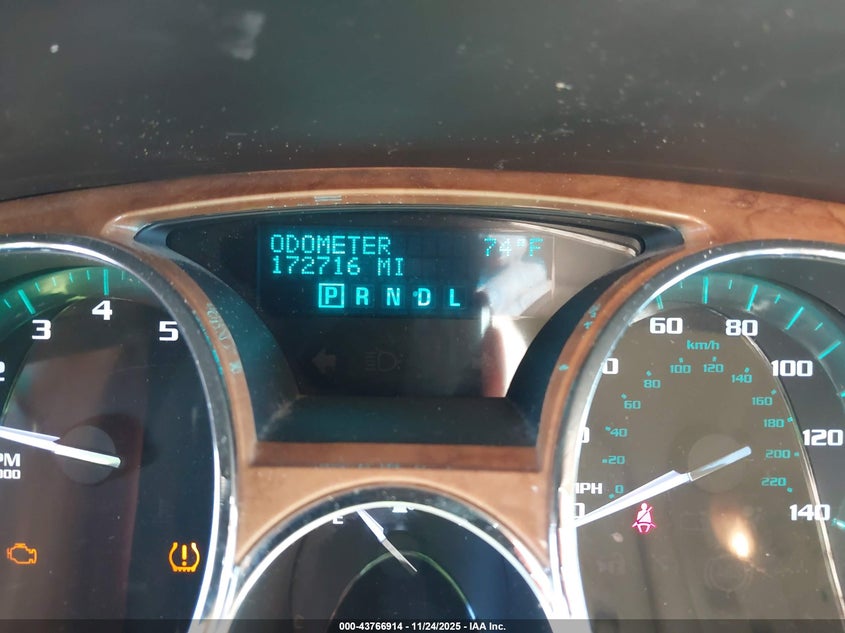 ODOMETER 74°F
172716 MI
P R N D L
2 3 4 5
60 80 100 120 140
km/h
0 20 40 60 80 100 120 140 160 180 200 220
MPH
E
000-43766914 • 11/24/2025 - IAA Inc.